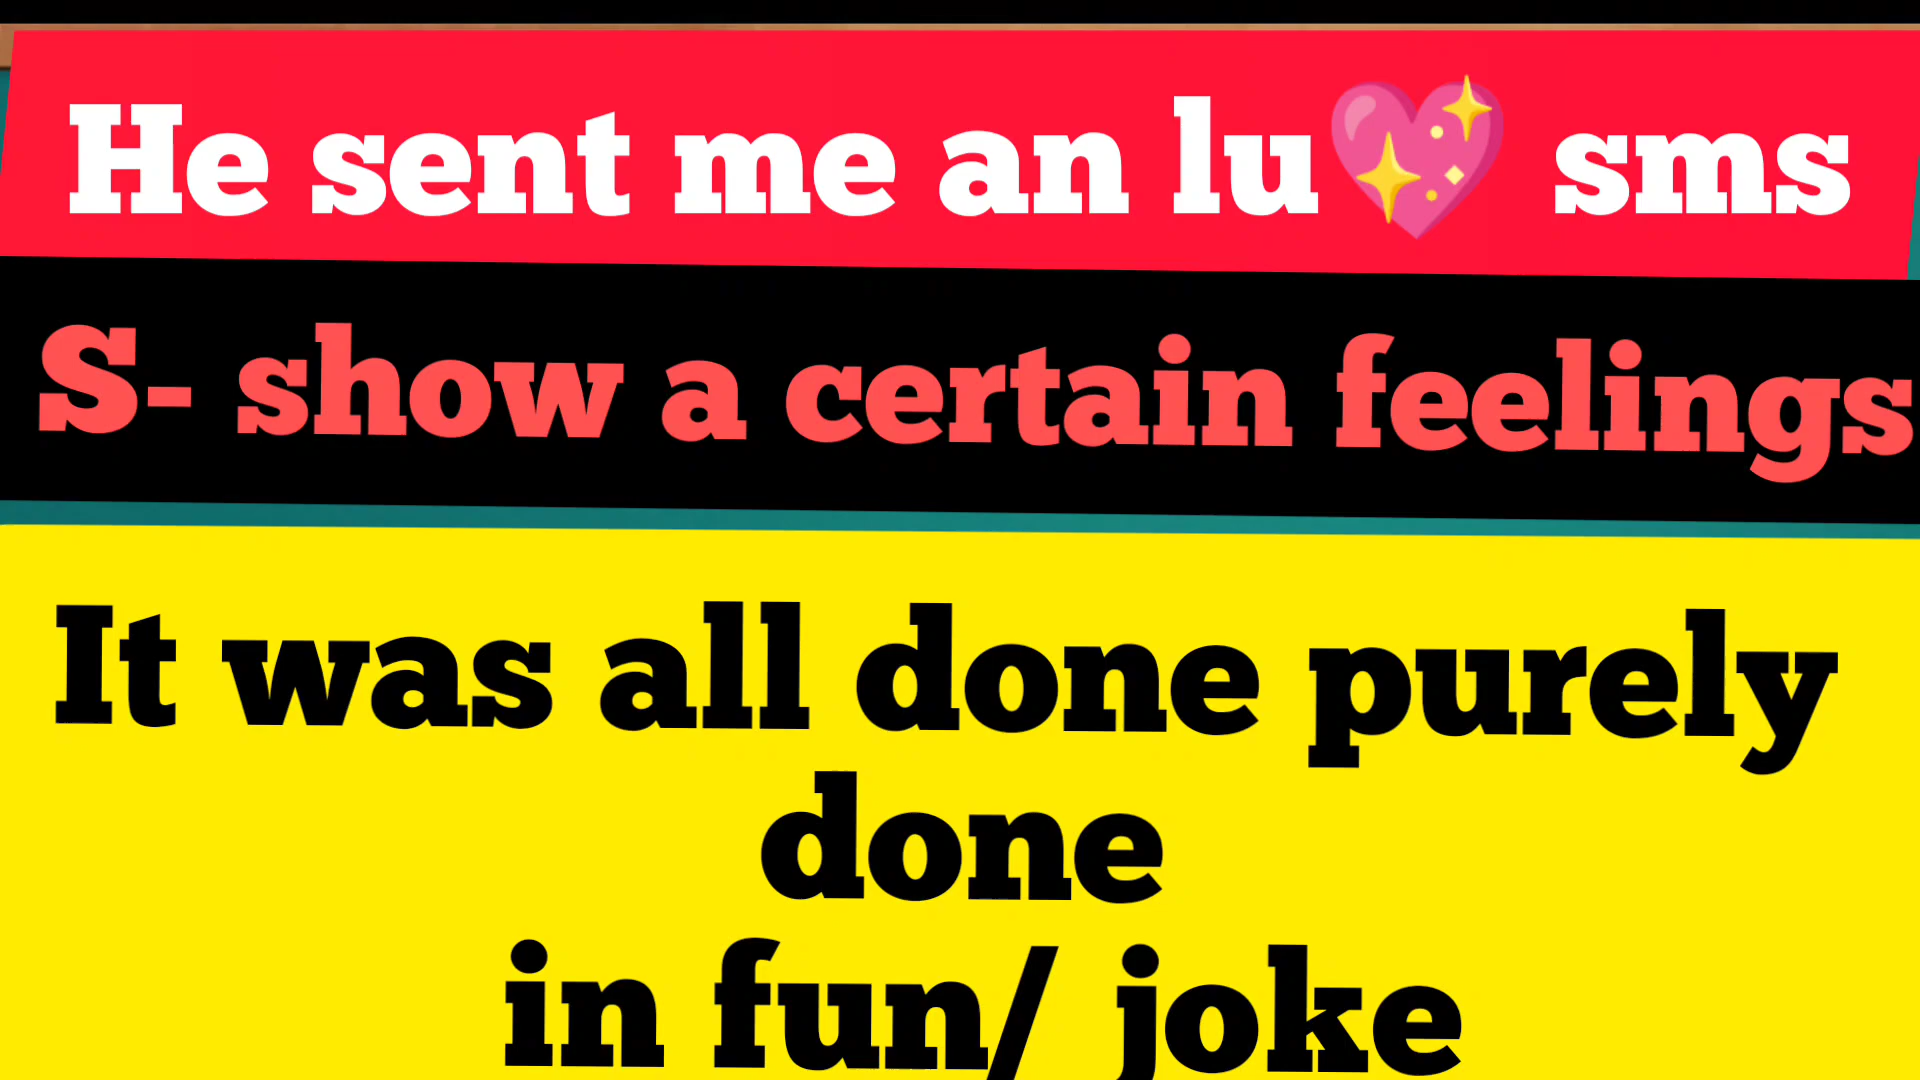 He sent me an lu💖 sms
S- show a certain feelings
It was all done purely
done
in fun/ joke